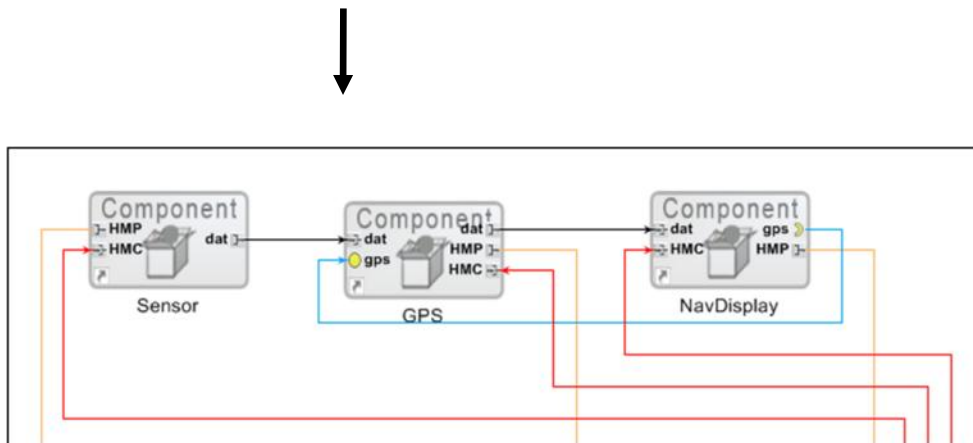 Component
HMP
HMC
dat
Sensor
Component
dat
dat
gps
HMP
HMC
GPS
Component
dat
HMC
gps
HMP
NavDisplay